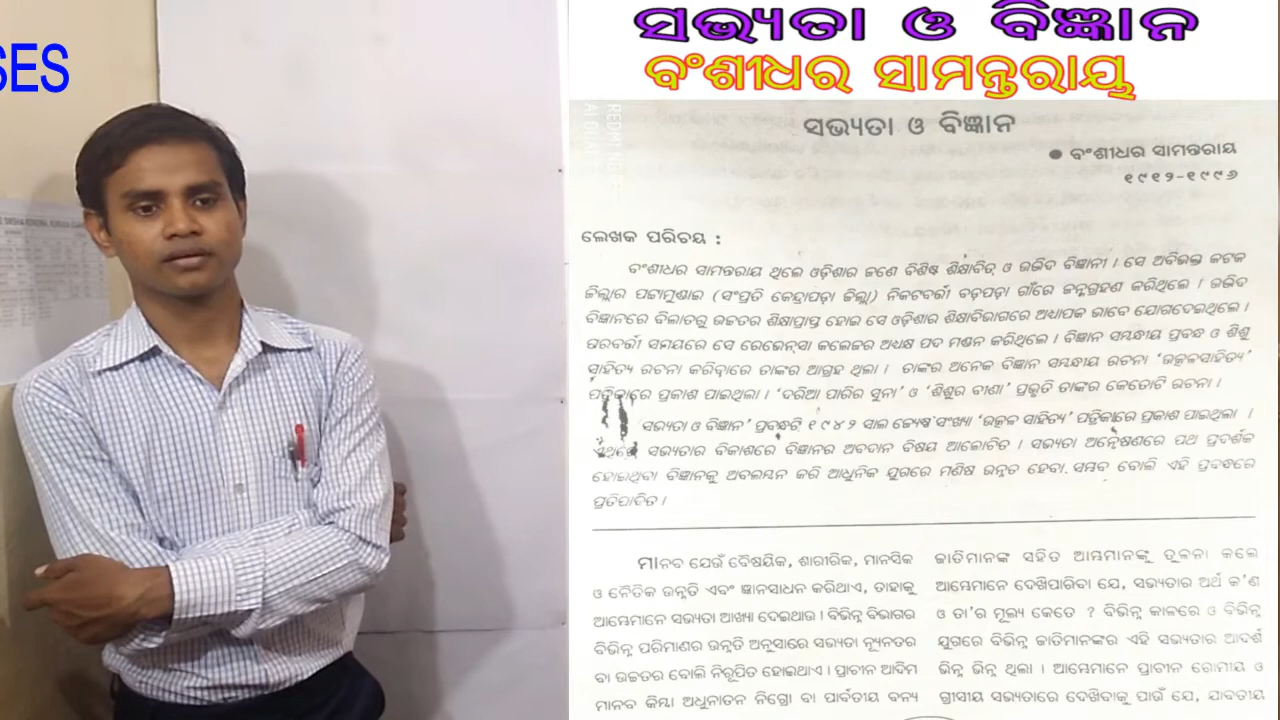 SES
ସଭ୍ୟତା ଓ ବିଜ୍ଞାନ
ବଂଶୀଧର ସାମନ୍ତରାୟ
ସଭ୍ୟତା ଓ ବିଜ୍ଞାନ
● ବଂଶୀଧର ସାମନ୍ତରାୟ
୧୯୧୨-୧୯୯୬
ଲେଖକ ପରିଚୟ :
ବଂଶୀଧର ସାମନ୍ତରାୟ ଥିଲେ ଓଡ଼ିଶାର ଜଣେ ବିଶିଷ୍ଟ ଶିକ୍ଷାବିତ୍ ଓ ଉଦ୍ଭିଦ ବିଜ୍ଞାନୀ । ସେ ଅବିଭକ୍ତ କଟକ
ଜିଲ୍ଲାର ପଟ୍ଟାମୁଣ୍ଡାଇ (ସଂପ୍ରତି କେନ୍ଦ୍ରାପଡ଼ା ଜିଲ୍ଲା) ନିକଟବର୍ତ୍ତୀ ବଡ଼ପଡ଼ା ଗାଁରେ ଜନ୍ମଗ୍ରହଣ କରିଥିଲେ । ଉଦ୍ଭିଦ
ବିଜ୍ଞାନରେ ବିଲାତରୁ ଉଚ୍ଚତର ଶିକ୍ଷାପ୍ରାପ୍ତ ହୋଇ ସେ ଓଡ଼ିଶାର ଶିକ୍ଷାବିଭାଗରେ ଅଧ୍ୟାପକ ଭାବେ ଯୋଗଦେଇଥିଲେ ।
ପରବର୍ତ୍ତୀ ସମୟରେ ସେ ରେଭେନ୍ସା କଲେଜର ଅଧ୍ୟକ୍ଷ ପଦ ମଣ୍ଡନ କରିଥିଲେ । ବିଜ୍ଞାନ ସମ୍ବନ୍ଧୀୟ ପ୍ରବନ୍ଧ ଓ ଶିଶୁ
ସାହିତ୍ୟ ରଚନା କରିବାରେ ତାଙ୍କର ଆଗ୍ରହ ଥିଲା । ତାଙ୍କର ଅନେକ ବିଜ୍ଞାନ ସମ୍ବନ୍ଧୀୟ ରଚନା 'ଉତ୍କଳସାହିତ୍ୟ'
ପତ୍ରିକାରେ ପ୍ରକାଶ ପାଇଥିଲା । 'ଦରିଆ ପାରିର ସୁନା' ଓ 'ଶିଶୁର ବୀଣା' ପ୍ରଭୃତି ତାଙ୍କର କେତୋଟି ରଚନା ।
ସଭ୍ୟତା ଓ ବିଜ୍ଞାନ' ପ୍ରବନ୍ଧଟି ୧୯୪୨ ସାଲ ଜ୍ୟେଷ୍ଠ ସଂଖ୍ୟା 'ଉତ୍କଳ ସାହିତ୍ୟ' ପତ୍ରିକାରେ ପ୍ରକାଶ ପାଇଥିଲା ।
ଏଥିରେ ସଭ୍ୟତାର ବିକାଶରେ ବିଜ୍ଞାନର ଅବଦାନ ବିଷୟ ଆଲୋଚିତ । ସଭ୍ୟତା ଅନ୍ୱେଷଣରେ ପଥ ପ୍ରଦର୍ଶକ
ହୋଇଥିବା ବିଜ୍ଞାନକୁ ଅବଲମ୍ବନ କରି ଆଧୁନିକ ଯୁଗରେ ମଣିଷ ଉନ୍ନତ ହେବା ସମ୍ଭବ ବୋଲି ଏହି ପ୍ରବନ୍ଧରେ
ପ୍ରତିପାଦିତ ।
ମାନବ ଯେଉଁ ବୈଷୟିକ, ଶାରୀରିକ, ମାନସିକ
ଓ ନୈତିକ ଉନ୍ନତି ଏବଂ ଜ୍ଞାନସାଧନ କରିଥାଏ, ତାହାକୁ
ଆମ୍ଭେମାନେ ସଭ୍ୟତା ଆଖ୍ୟା ଦେଇଥାଉ । ବିଭିନ୍ନ ବିଭାଗର
ବିଭିନ୍ନ ପରିମାଣର ଉନ୍ନତି ଅନୁସାରେ ସଭ୍ୟତା ନ୍ୟୂନତର
ବା ଉଚ୍ଚତର ବୋଲି ନିରୂପିତ ହୋଇଥାଏ । ପ୍ରାଚୀନ ଆଦିମ
ମାନବ କିମ୍ବା ଅଧୁନାତନ ନିଗ୍ରୋ ବା ପାର୍ବତୀୟ ବନ୍ୟ
ଜାତିମାନଙ୍କ ସହିତ ଆମ୍ଭମାନଙ୍କୁ ତୁଳନା କଲେ
ଆମ୍ଭେମାନେ ଦେଖିପାରିବା ଯେ, ସଭ୍ୟତାର ଅର୍ଥ କ'ଣ
ଓ ତା'ର ମୂଲ୍ୟ କେତେ ? ବିଭିନ୍ନ କାଳରେ ଓ ବିଭିନ୍ନ
ଯୁଗରେ ବିଭିନ୍ନ ଜାତିମାନଙ୍କର ଏହି ସଭ୍ୟତାର ଆଦର୍ଶ
ଭିନ୍ନ ଭିନ୍ନ ଥିଲା । ଆମ୍ଭେମାନେ ପ୍ରାଚୀନ ରୋମୀୟ ଓ
ଗ୍ରୀସୀୟ ସଭ୍ୟତାରେ ଦେଖିବାକୁ ପାଉଁ ଯେ, ଯାବତୀୟ